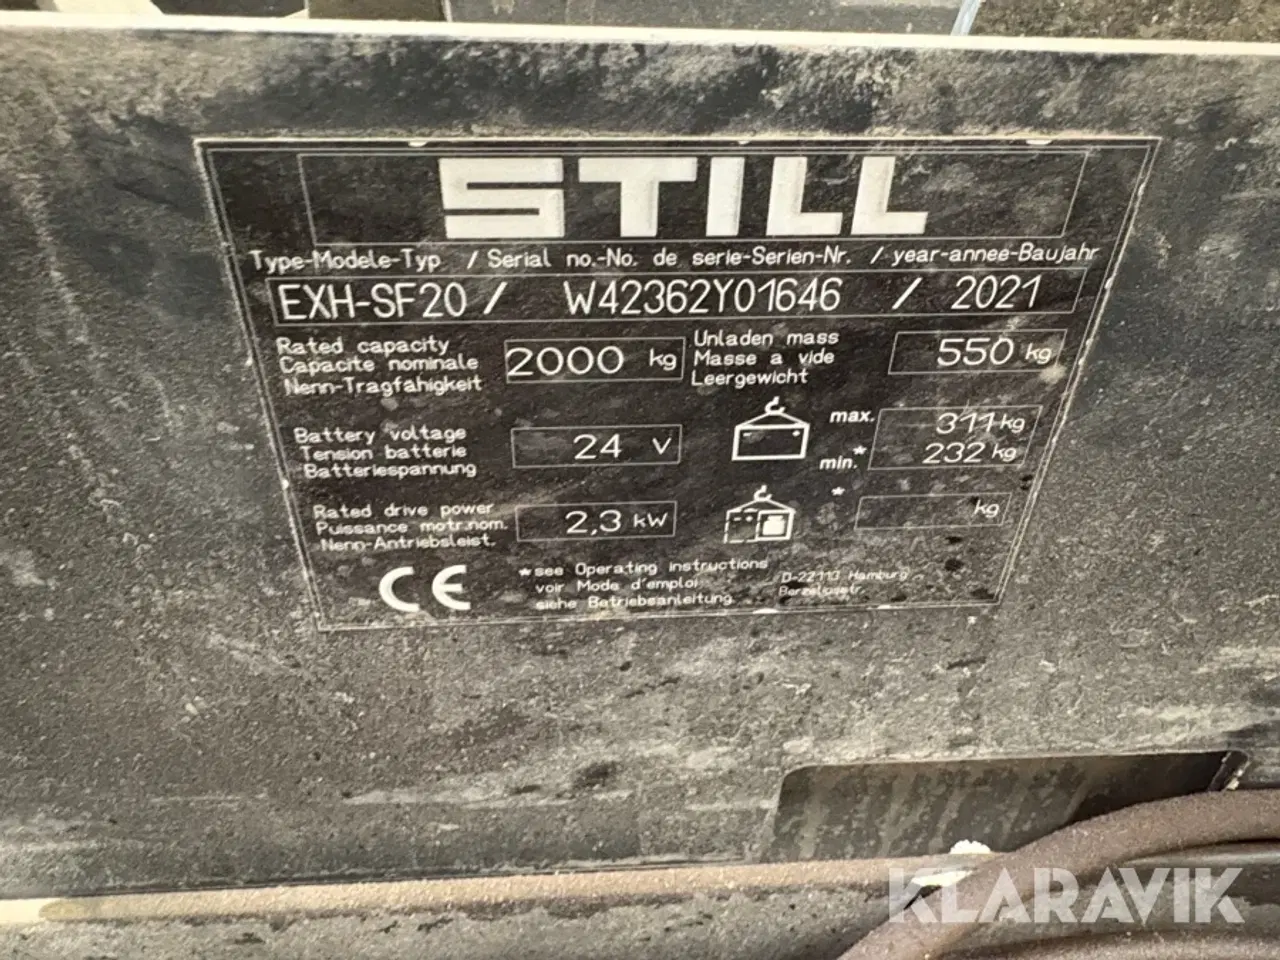 STILL
Type-Modele-Typ / Serial no.-No. de serie-Serien-Nr. / year-annee-Baujahr
EXH-SF20 / W42362Y01646 / 2021
Rated capacity
Capacite nominale
Nenn-Tragfähigkeit
2000 kg
Unladen mass
Masse a vide
Leergewicht
550 kg
Battery voltage
Tension batterie
Batteriespannung
24 V
max. 311 kg
min.* 232 kg
Rated drive power
Puissance motr.nom.
Nenn-Antriebsleist.
2,3 kW
* kg
CE
*see Operating instructions
voir Mode d'emploi
siehe Betriebsanleitung
D-22113 Hamburg
Berzeliusstr.
KLARAVIK